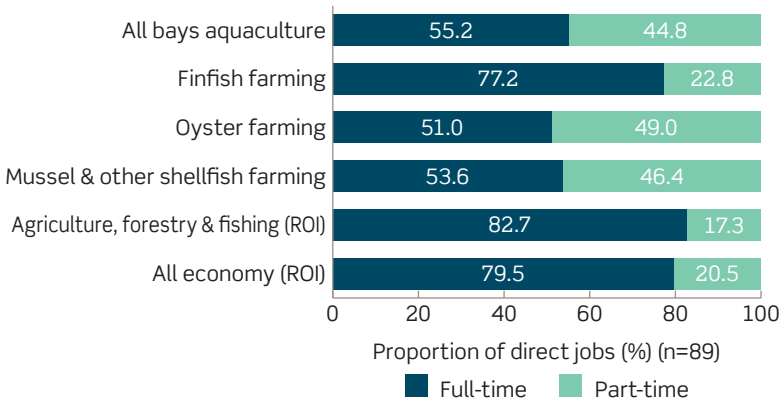 All bays aquaculture 55.2 44.8
Finfish farming 77.2 22.8
Oyster farming 51.0 49.0
Mussel & other shellfish farming 53.6 46.4
Agriculture, forestry & fishing (ROI) 82.7 17.3
All economy (ROI) 79.5 20.5
0 20 40 60 80 100
Proportion of direct jobs (%) (n=89)
Full-time Part-time